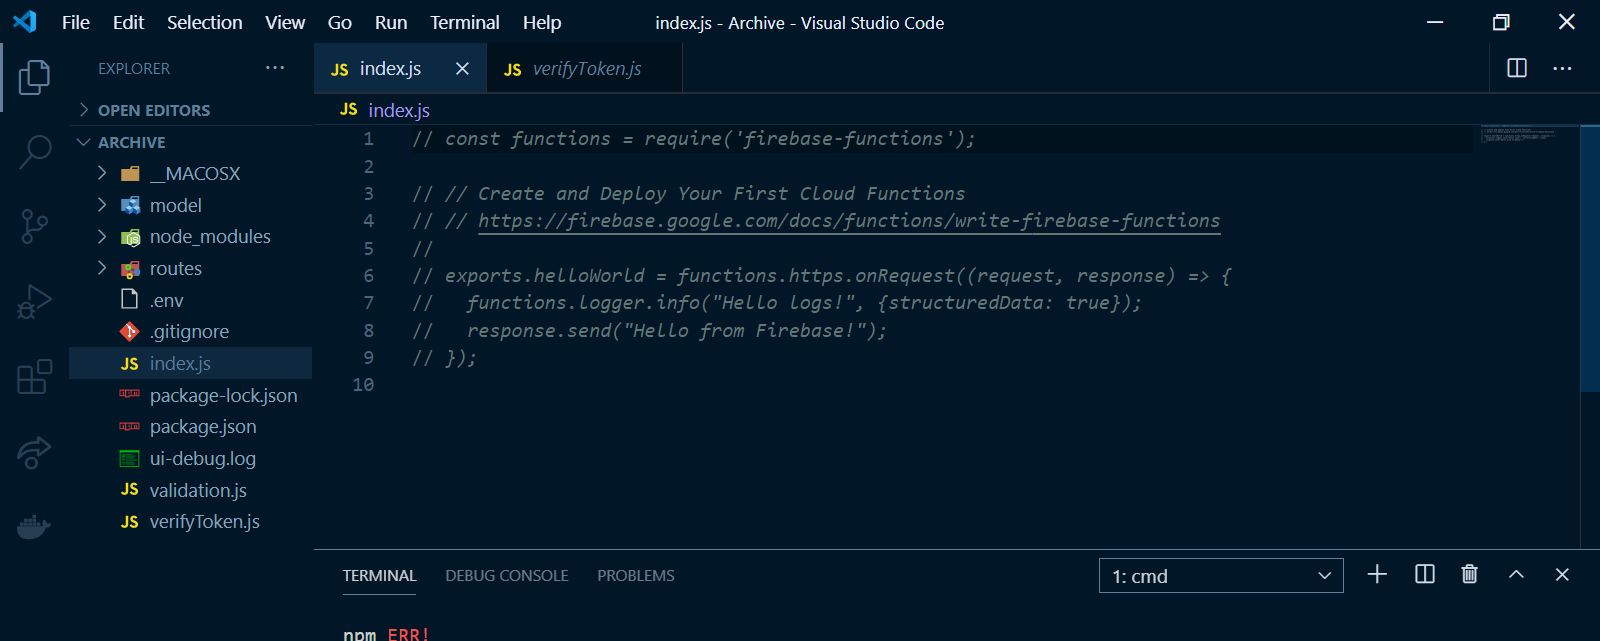 File Edit Selection View Go Run Terminal Help index.js - Archive - Visual Studio Code
EXPLORER
OPEN EDITORS
ARCHIVE
__MACOSX
model
node_modules
routes
.env
.gitignore
JS index.js
package-lock.json
package.json
ui-debug.log
JS validation.js
JS verifyToken.js
JS index.js JS verifyToken.js
JS index.js
1 // const functions = require('firebase-functions');
2
3 // // Create and Deploy Your First Cloud Functions
4 // // https://firebase.google.com/docs/functions/write-firebase-functions
5 //
6 // exports.helloWorld = functions.https.onRequest((request, response) => {
7 //   functions.logger.info("Hello logs!", {structuredData: true});
8 //   response.send("Hello from Firebase!");
9 // });
10
TERMINAL DEBUG CONSOLE PROBLEMS 1: cmd
npm ERR!